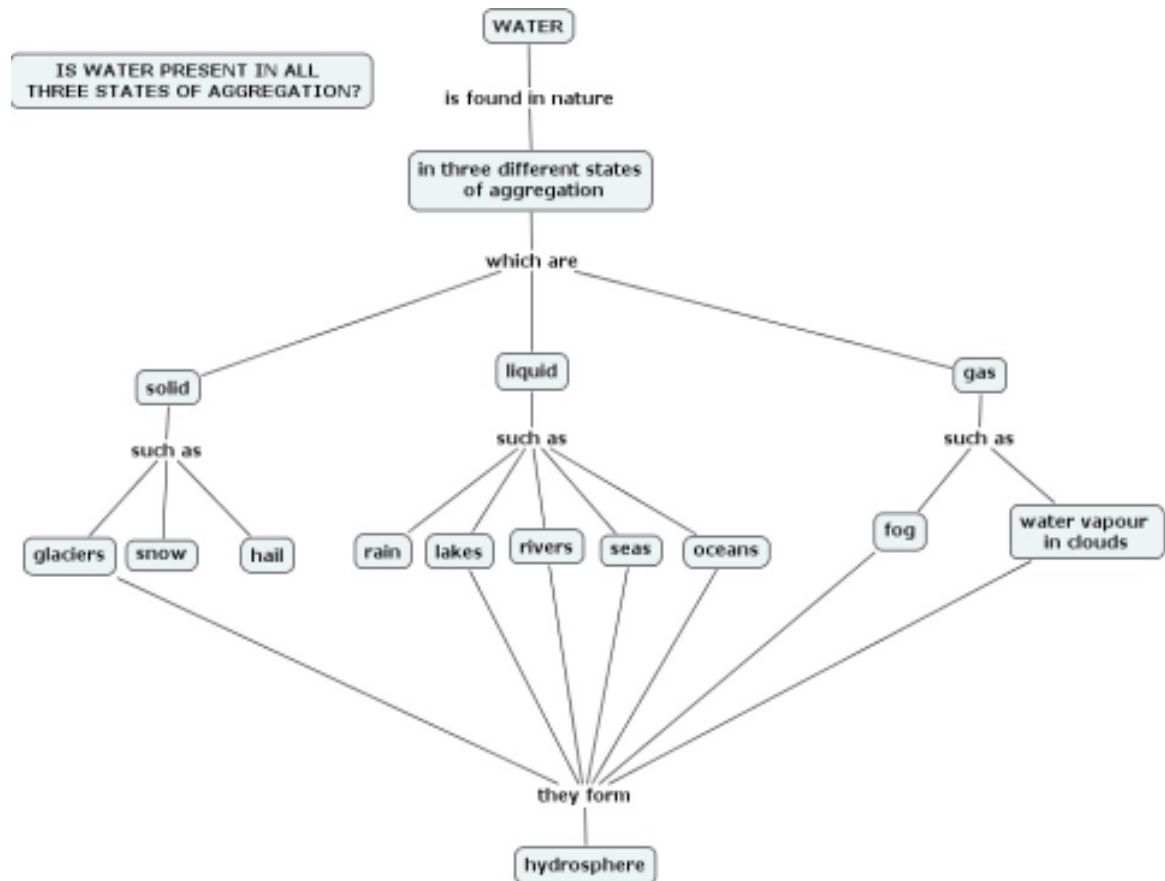 WATER
IS WATER PRESENT IN ALL
THREE STATES OF AGGREGATION?
is found in nature
in three different states
of aggregation
which are
solid
liquid
gas
such as
such as
such as
glaciers
snow
hail
rain
lakes
rivers
seas
oceans
fog
water vapour
in clouds
they form
hydrosphere